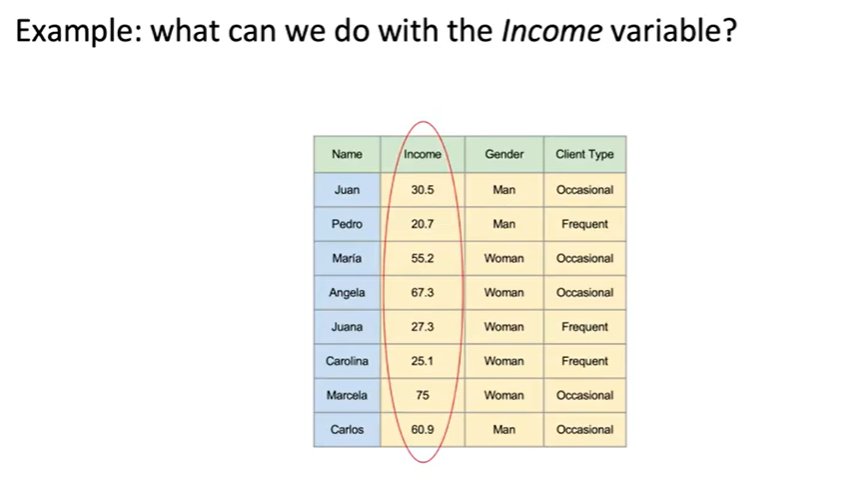 Example: what can we do with the Income variable?
Name Income Gender Client Type
Juan 30.5 Man Occasional
Pedro 20.7 Man Frequent
María 55.2 Woman Occasional
Angela 67.3 Woman Occasional
Juana 27.3 Woman Frequent
Carolina 25.1 Woman Frequent
Marcela 75 Woman Occasional
Carlos 60.9 Man Occasional